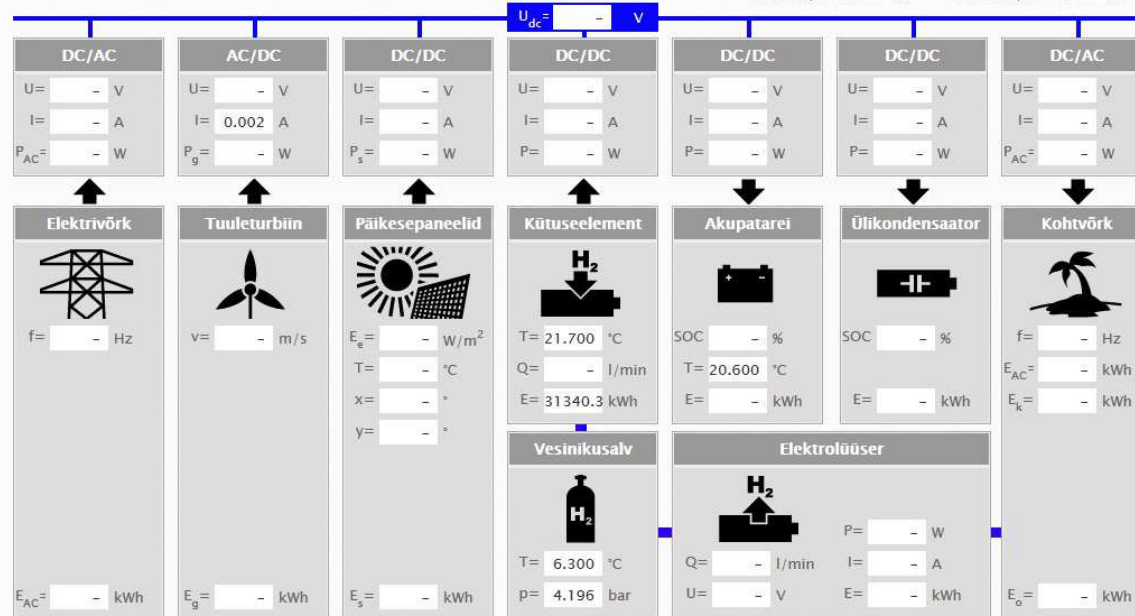 Udc= – V
DC/AC AC/DC DC/DC DC/DC DC/DC DC/DC DC/AC
U= – V U= – V U= – V U= – V U= – V U= – V U= – V
I= – A I= 0.002 A I= – A I= – A I= – A I= – A I= – A
PAC= – W Pg= – W Ps= – W P= – W P= – W P= – W PAC= – W
Elektrivõrk Tuuleturbiin Päikesepaneelid Kütuseelement Akupatarei Ülikondensaator Kohtvõrk
H2
f= – Hz v= – m/s Ee= – W/m2 T= 21.700 °C SOC – % SOC – % f= – Hz
T= – °C Q= – l/min T= 20.600 °C EAC= – kWh
x= – ° E= 31340.3 kWh E= – kWh E= – kWh Ek= – kWh
y= – °
Vesinikusalv Elektrolüüser
H2
H2
P= – W
T= 6.300 °C Q= – l/min I= – A
EAC= – kWh Eg= – kWh Es= – kWh p= 4.196 bar U= – V E= – kWh Eo= – kWh